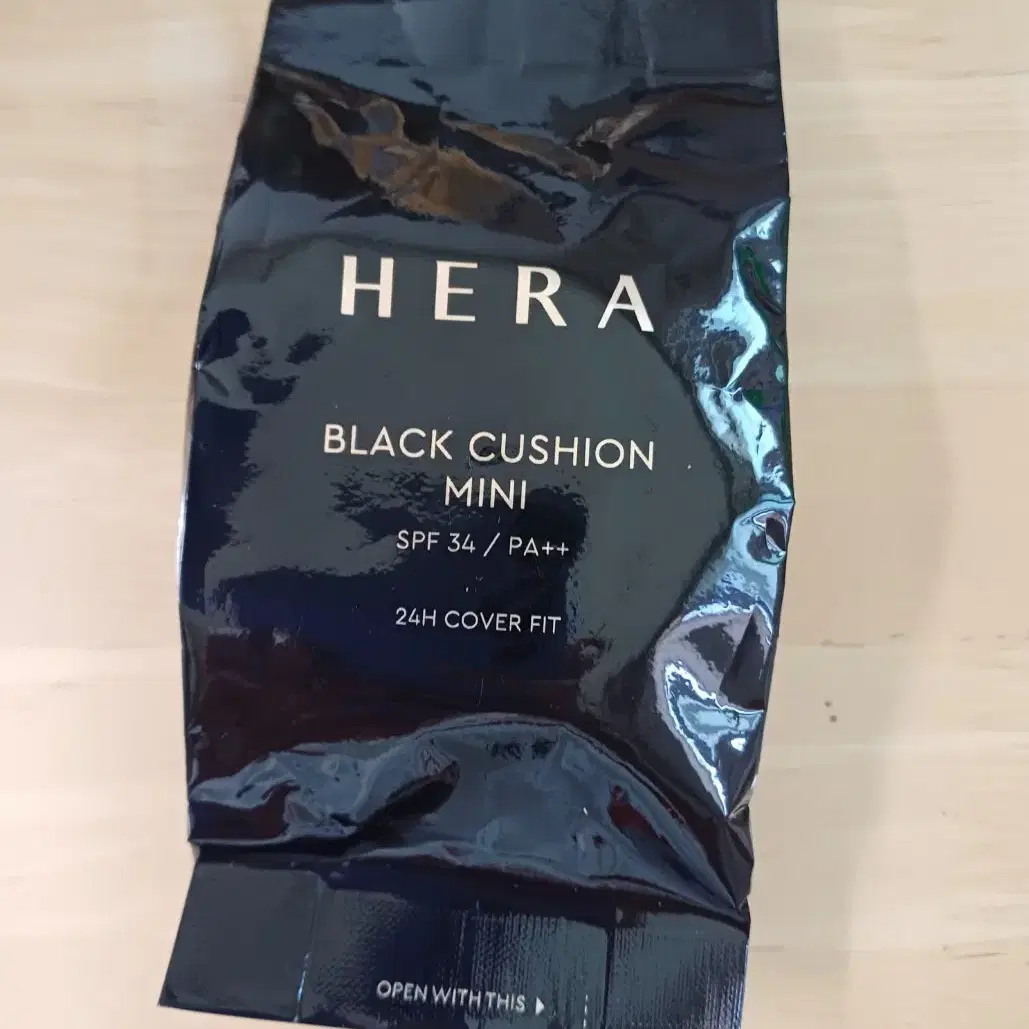 HERA
BLACK CUSHION
MINI
SPF 34 / PA++
24H COVER FIT
OPEN WITH THIS ▶